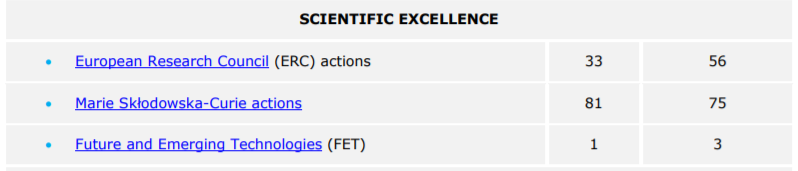 SCIENTIFIC EXCELLENCE
• European Research Council (ERC) actions 33 56
• Marie Skłodowska-Curie actions 81 75
• Future and Emerging Technologies (FET) 1 3